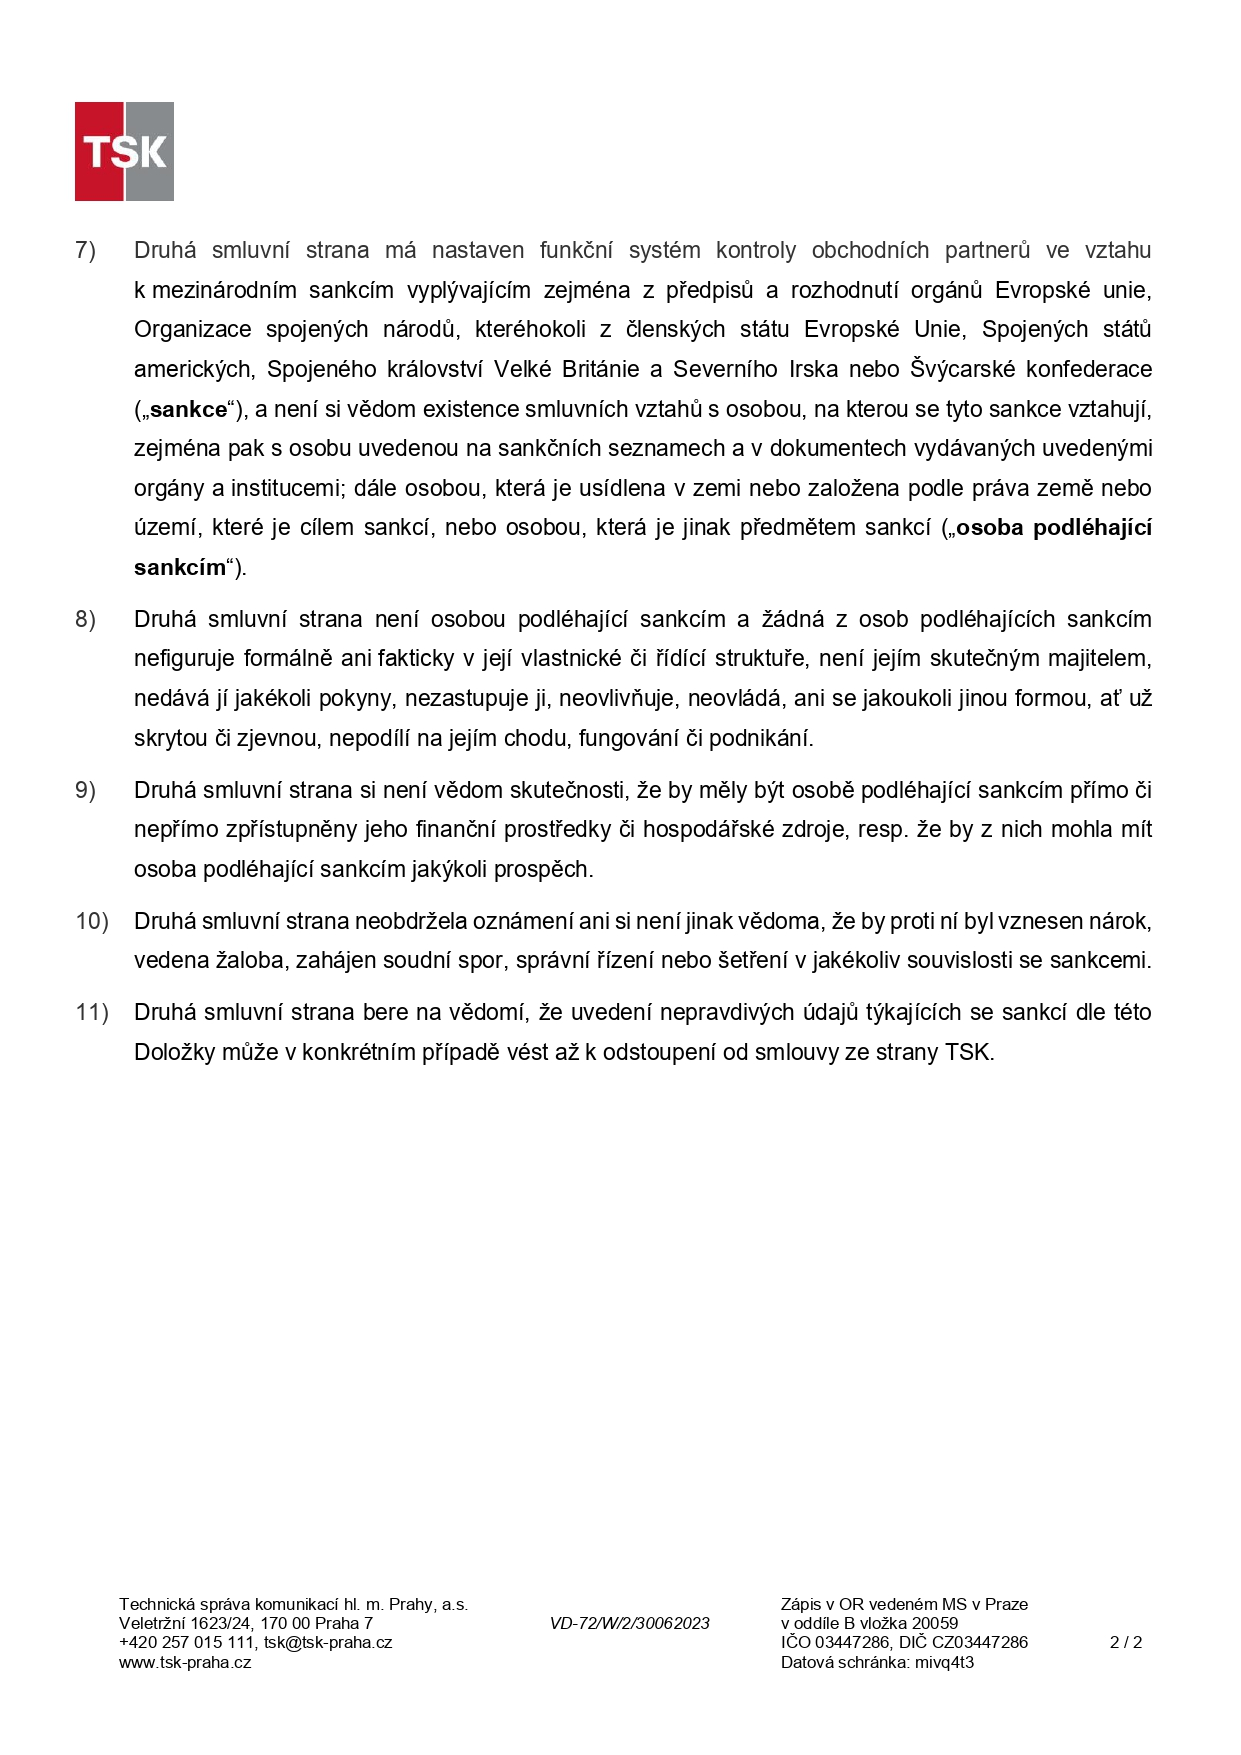 TSK
7) Druhá smluvní strana má nastaven funkční systém kontroly obchodních partnerů ve vztahu
k mezinárodním sankcím vyplývajícím zejména z předpisů a rozhodnutí orgánů Evropské unie,
Organizace spojených národů, kteréhokoli z členských státu Evropské Unie, Spojených států
amerických, Spojeného království Velké Británie a Severního Irska nebo Švýcarské konfederace
(„sankce“), a není si vědom existence smluvních vztahů s osobou, na kterou se tyto sankce vztahují,
zejména pak s osobu uvedenou na sankčních seznamech a v dokumentech vydávaných uvedenými
orgány a institucemi; dále osobou, která je usídlena v zemi nebo založena podle práva země nebo
území, které je cílem sankcí, nebo osobou, která je jinak předmětem sankcí („osoba podléhající
sankcím“).
8) Druhá smluvní strana není osobou podléhající sankcím a žádná z osob podléhajících sankcím
nefiguruje formálně ani fakticky v její vlastnické či řídící struktuře, není jejím skutečným majitelem,
nedává jí jakékoli pokyny, nezastupuje ji, neovlivňuje, neovládá, ani se jakoukoli jinou formou, ať už
skrytou či zjevnou, nepodílí na jejím chodu, fungování či podnikání.
9) Druhá smluvní strana si není vědom skutečnosti, že by měly být osobě podléhající sankcím přímo či
nepřímo zpřístupněny jeho finanční prostředky či hospodářské zdroje, resp. že by z nich mohla mít
osoba podléhající sankcím jakýkoli prospěch.
10) Druhá smluvní strana neobdržela oznámení ani si není jinak vědoma, že by proti ní byl vznesen nárok,
vedena žaloba, zahájen soudní spor, správní řízení nebo šetření v jakékoliv souvislosti se sankcemi.
11) Druhá smluvní strana bere na vědomí, že uvedení nepravdivých údajů týkajících se sankcí dle této
Doložky může v konkrétním případě vést až k odstoupení od smlouvy ze strany TSK.
Technická správa komunikací hl. m. Prahy, a.s.
Veletržní 1623/24, 170 00 Praha 7
+420 257 015 111, tsk@tsk-praha.cz
www.tsk-praha.cz
VD-72/W/2/30062023
Zápis v OR vedeném MS v Praze
v oddíle B vložka 20059
IČO 03447286, DIČ CZ03447286
Datová schránka: mivq4t3
2 / 2